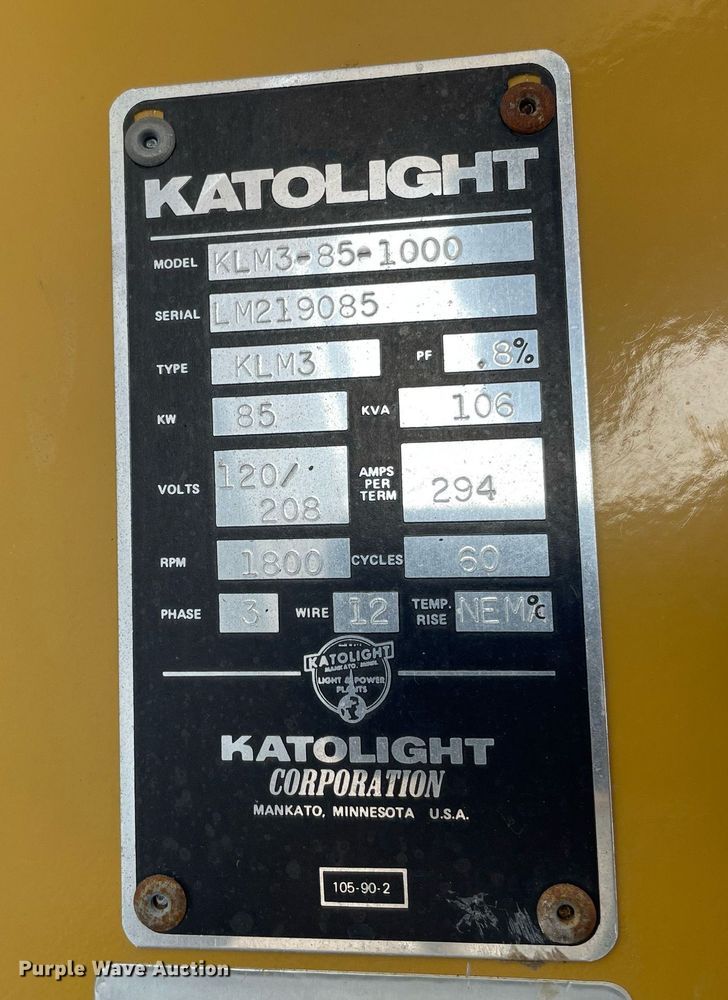 KATOLIGHT
MODEL KLM3-85-1000
SERIAL LM219085
TYPE KLM3 PF .8%
KW 85 KVA 106
VOLTS 120/208 AMPS PER TERM 294
RPM 1800 CYCLES 60
PHASE 3 WIRE 12 TEMP. RISE NEMA °C
KATOLIGHT
MANKATO, MINN.
LIGHT & POWER
PLANTS
KATOLIGHT
CORPORATION
MANKATO, MINNESOTA U.S.A.
105-90-2
Purple Wave Auction